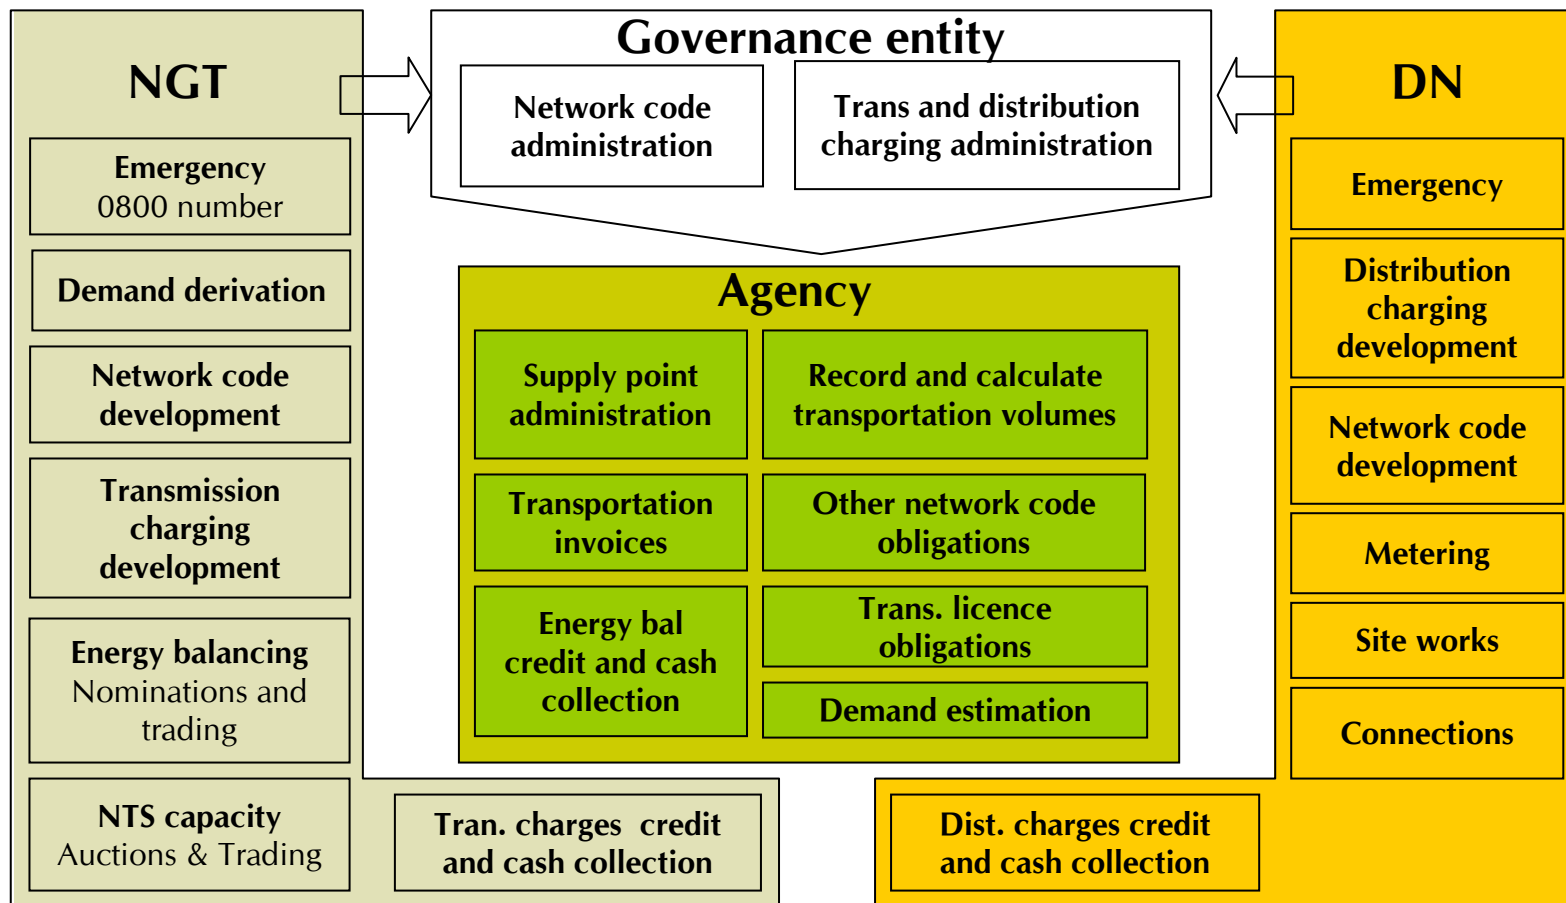 NGT
Emergency
0800 number
Demand derivation
Network code
development
Transmission
charging
development
Energy balancing
Nominations and
trading
NTS capacity
Auctions & Trading
Tran. charges  credit
and cash collection
Governance entity
Network code
administration
Trans and distribution
charging administration
Agency
Supply point
administration
Record and calculate
transportation volumes
Transportation
invoices
Other network code
obligations
Energy bal
credit and cash
collection
Trans. licence
obligations
Demand estimation
DN
Emergency
Distribution
charging
development
Network code
development
Metering
Site works
Connections
Dist. charges credit
and cash collection